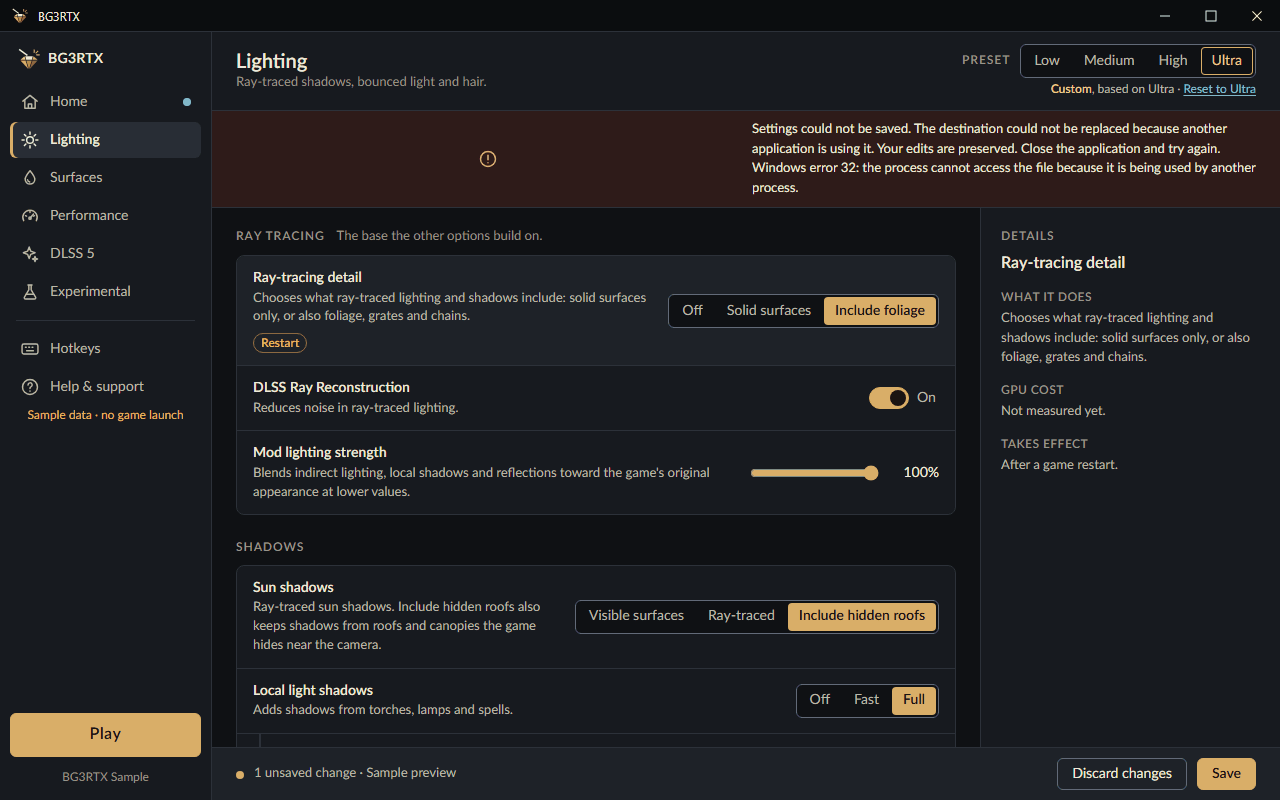 BG3RTX
BG3RTX
Home
Lighting
Surfaces
Performance
DLSS 5
Experimental
Hotkeys
Help & support
Sample data · no game launch
Play
BG3RTX Sample
Lighting
Ray-traced shadows, bounced light and hair.
PRESET
Low
Medium
High
Ultra
Custom, based on Ultra · Reset to Ultra
Settings could not be saved. The destination could not be replaced because another
application is using it. Your edits are preserved. Close the application and try again.
Windows error 32: the process cannot access the file because it is being used by another
process.
RAY TRACING The base the other options build on.
Ray-tracing detail
Chooses what ray-traced lighting and shadows include: solid surfaces
only, or also foliage, grates and chains.
Restart
Off
Solid surfaces
Include foliage
DLSS Ray Reconstruction
Reduces noise in ray-traced lighting.
On
Mod lighting strength
Blends indirect lighting, local shadows and reflections toward the game's original
appearance at lower values.
100%
SHADOWS
Sun shadows
Ray-traced sun shadows. Include hidden roofs also
keeps shadows from roofs and canopies the game
hides near the camera.
Visible surfaces
Ray-traced
Include hidden roofs
Local light shadows
Adds shadows from torches, lamps and spells.
Off
Fast
Full
DETAILS
Ray-tracing detail
WHAT IT DOES
Chooses what ray-traced lighting and
shadows include: solid surfaces only, or also
foliage, grates and chains.
GPU COST
Not measured yet.
TAKES EFFECT
After a game restart.
1 unsaved change · Sample preview
Discard changes
Save